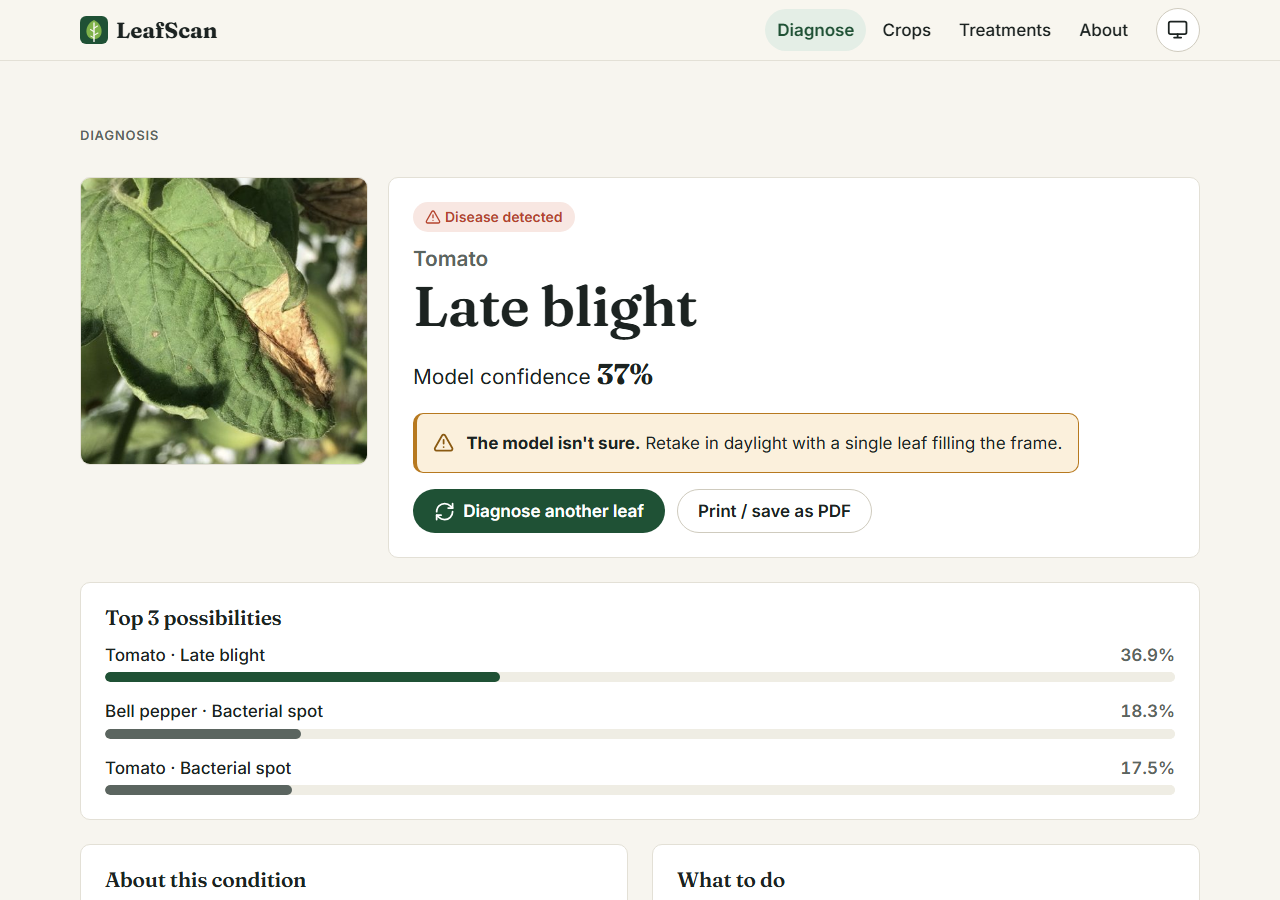 LeafScan
Diagnose
Crops
Treatments
About
DIAGNOSIS
Disease detected
Tomato
Late blight
Model confidence 37%
The model isn't sure. Retake in daylight with a single leaf filling the frame.
Diagnose another leaf
Print / save as PDF
Top 3 possibilities
Tomato · Late blight 36.9%
Bell pepper · Bacterial spot 18.3%
Tomato · Bacterial spot 17.5%
About this condition
What to do